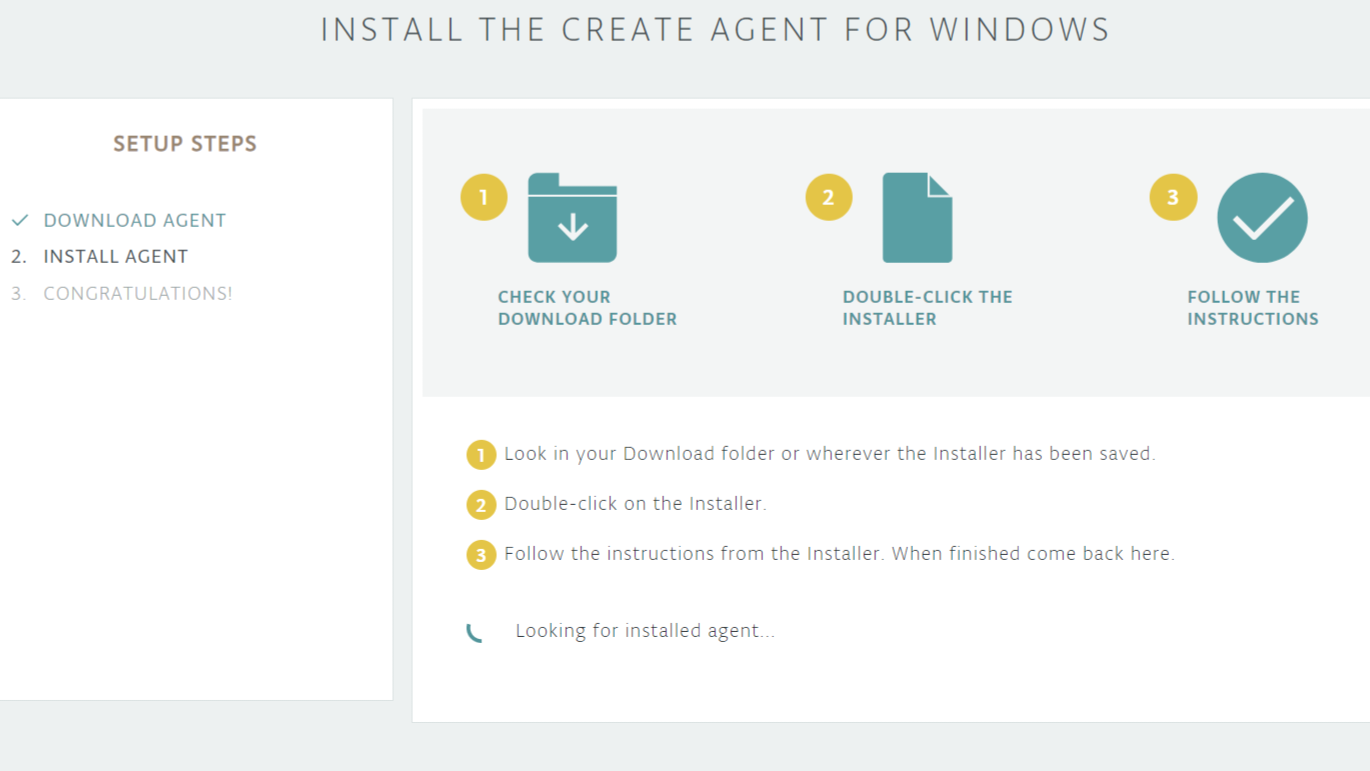 INSTALL THE CREATE AGENT FOR WINDOWS
SETUP STEPS
DOWNLOAD AGENT
2. INSTALL AGENT
3. CONGRATULATIONS!
1
CHECK YOUR
DOWNLOAD FOLDER
2
DOUBLE-CLICK THE
INSTALLER
3
FOLLOW THE
INSTRUCTIONS
1 Look in your Download folder or wherever the Installer has been saved.
2 Double-click on the Installer.
3 Follow the instructions from the Installer. When finished come back here.
Looking for installed agent...